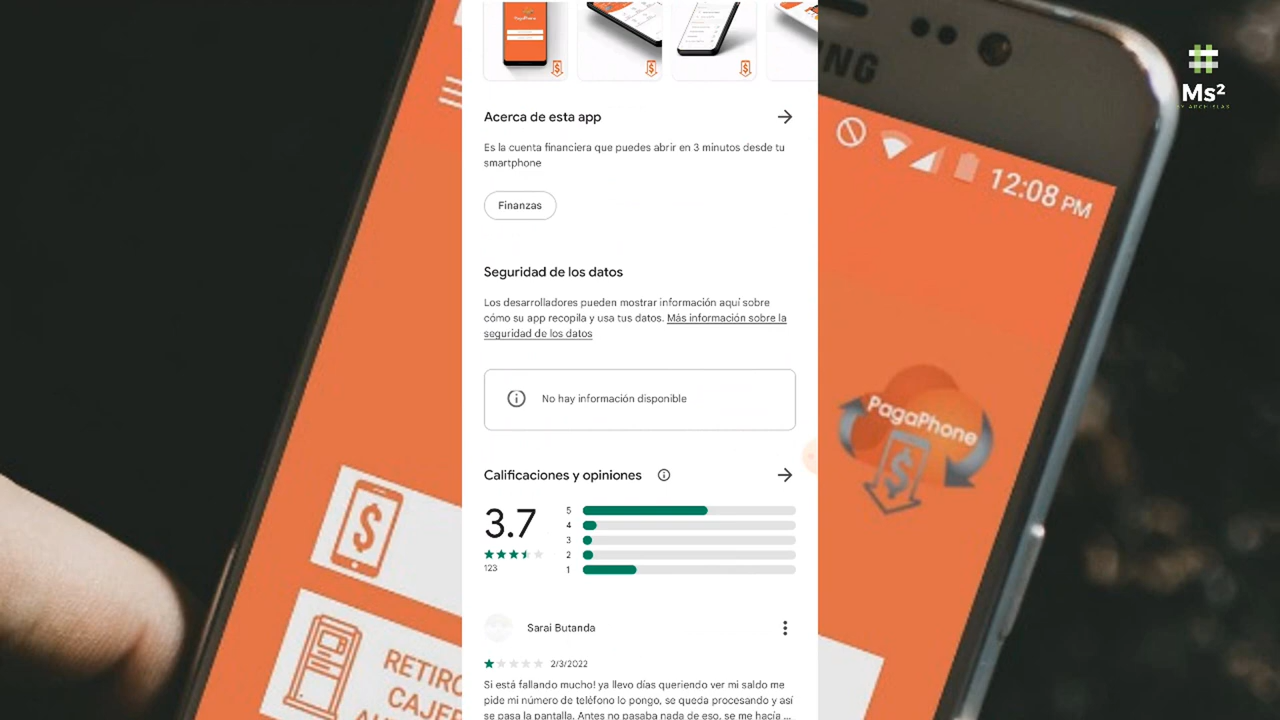 PagaPhone
Acerca de esta app
Es la cuenta financiera que puedes abrir en 3 minutos desde tu
smartphone
Finanzas
Seguridad de los datos
Los desarrolladores pueden mostrar información aquí sobre
cómo su app recopila y usa tus datos. Más información sobre la
seguridad de los datos
No hay información disponible
Calificaciones y opiniones
3.7
123
5
4
3
2
1
Sarai Butanda
2/3/2022
Si está fallando mucho! ya llevo días queriendo ver mi saldo me
pide mi número de teléfono lo pongo, se queda procesando y así
se pasa la pantalla. Antes no pasaba nada de eso, se me hacía ...
RETIRO
CAJER
NG
12:08 PM
PagaPhone
# Ms²